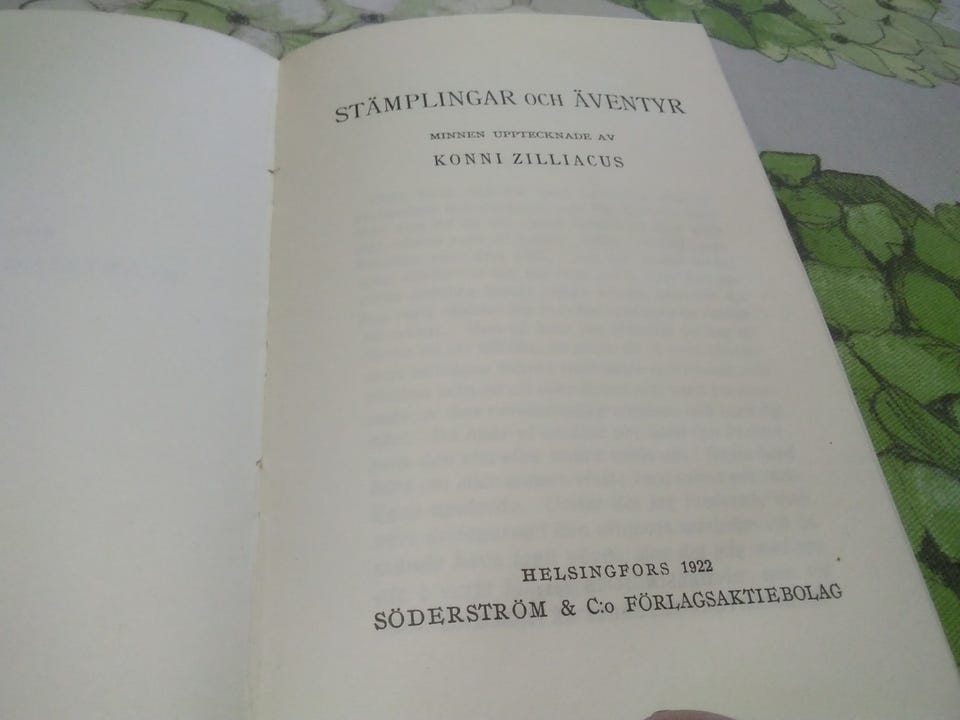 STÄMPLINGAR OCH ÄVENTYR
MINNEN UPPTECKNADE AV
KONNI ZILLIACUS
HELSINGFORS 1922
SÖDERSTRÖM & C:o FÖRLAGSAKTIEBOLAG